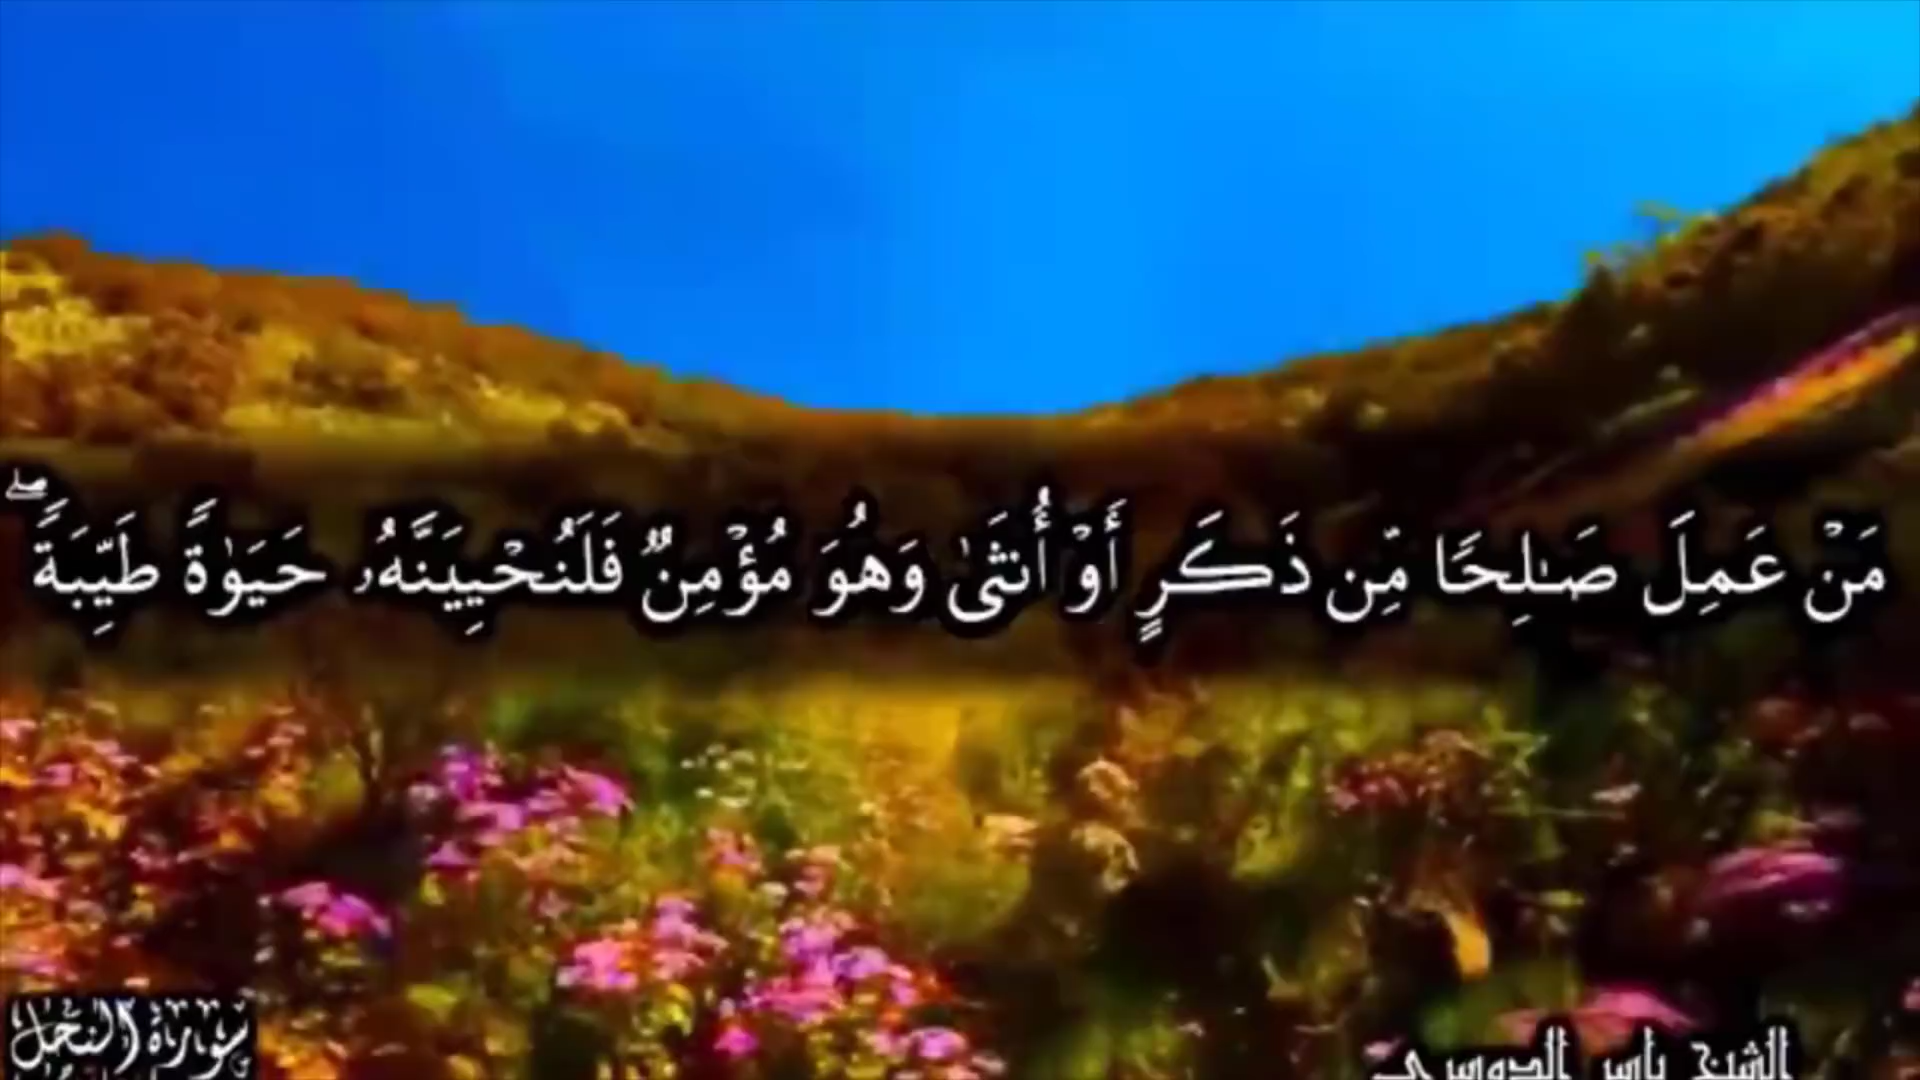 مَنْ عَمِلَ صَـٰلِحًا مِّن ذَكَرٍ أَوْ أُنثَىٰ وَهُوَ مُؤْمِنٌ فَلَنُحْيِيَنَّهُۥ حَيَوٰةً طَيِّبَةً ۖ
سورة النحل
الشيخ ياسر الدوسري